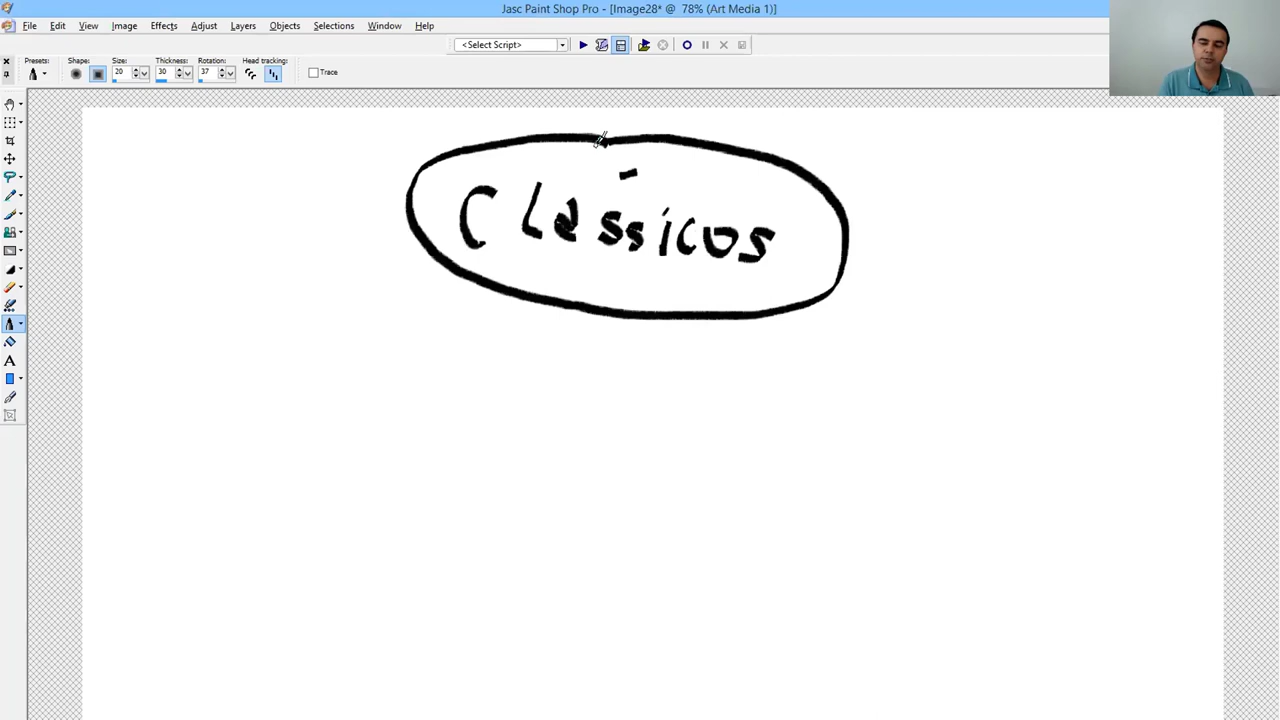 Jasc Paint Shop Pro - [Image28* @ 78% (Art Media 1)]
File Edit View Image Effects Adjust Layers Objects Selections Window Help
<Select Script>
Presets: Shape: Size: Thickness: Rotation: Head tracking:
20 30 37 Trace
Clássicos
A